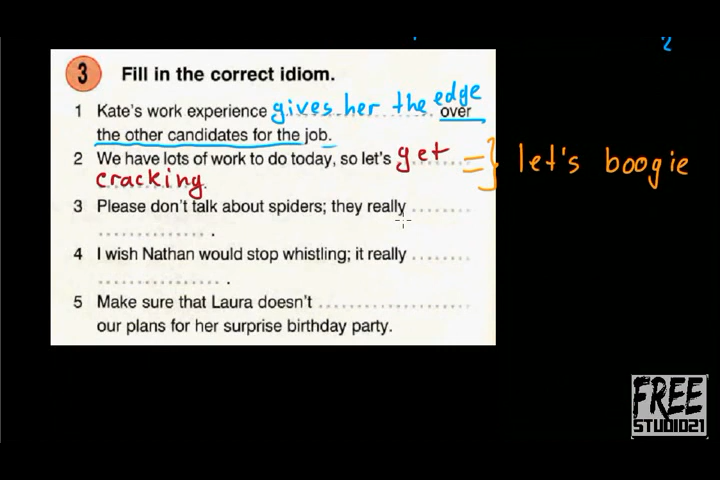 2
3 Fill in the correct idiom.
1 Kate's work experience gives her the edge over
the other candidates for the job.
2 We have lots of work to do today, so let's get = } let's boogie
cracking.
3 Please don't talk about spiders; they really ........
................ .
4 I wish Nathan would stop whistling; it really ........
................ .
5 Make sure that Laura doesn't ....................
our plans for her surprise birthday party.
FREE
STUDIO21